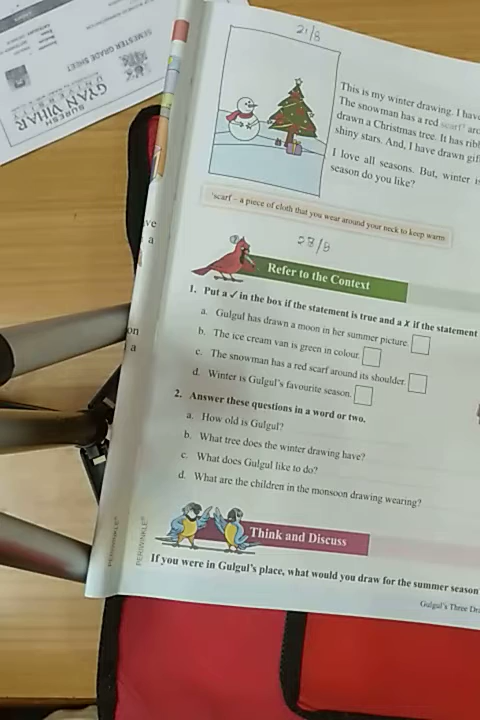 SEMESTER GRADE SHEET
GYAN VIHAR
21/8
This is my winter drawing. I have
The snowman has a red scarf¹
drawn a Christmas tree. It has
shiny stars. And, I have drawn
I love all seasons. But, winter is
season do you like?
¹scarf – a piece of cloth that you wear around your neck to keep warm
ve
a
28/8
Refer to the Context
1. Put a ✓ in the box if the statement is true and a ✗ if the statement
a. Gulgul has drawn a moon in her summer picture.
b. The ice cream van is green in colour.
c. The snowman has a red scarf around its shoulder.
d. Winter is Gulgul's favourite season.
on
a
2. Answer these questions in a word or two.
a. How old is Gulgul?
b. What tree does the winter drawing have?
c. What does Gulgul like to do?
d. What are the children in the monsoon drawing wearing?
Think and Discuss
If you were in Gulgul's place, what would you draw for the summer season
Gulgul's Three
PERIWINKLE
PERIWINKLE